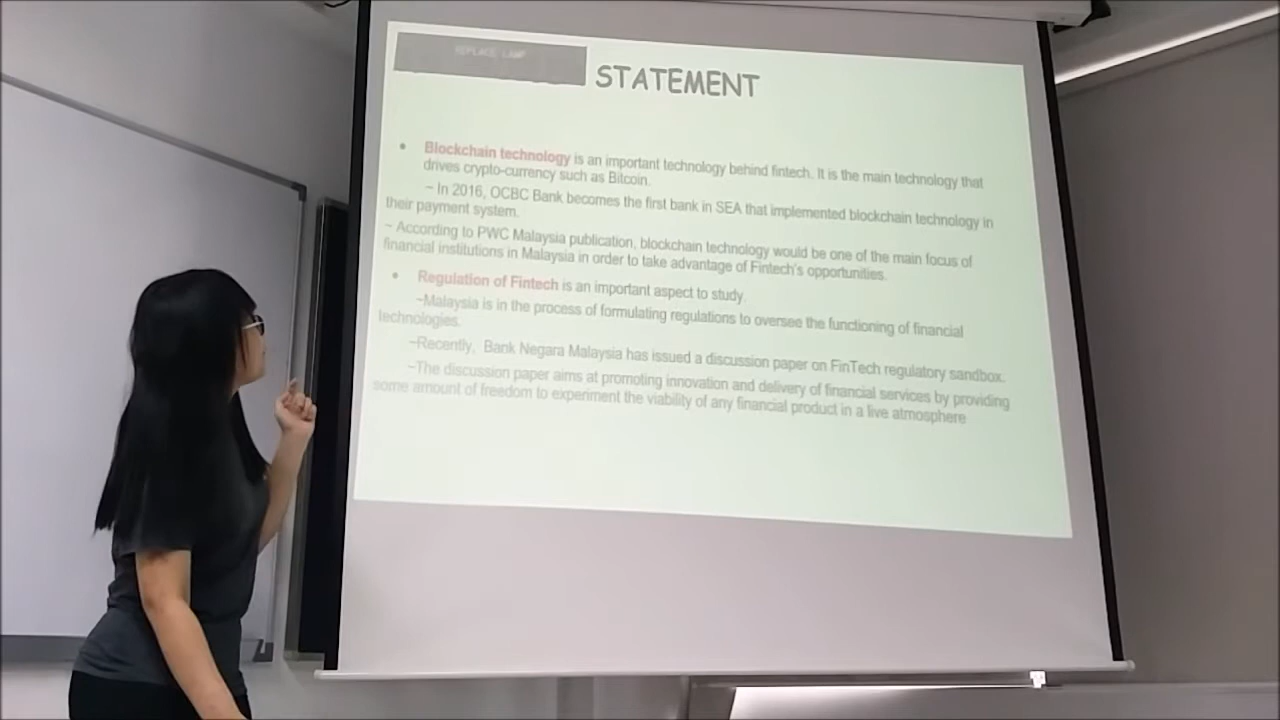 REPLACE LAMP
STATEMENT
• Blockchain technology is an important technology behind fintech. It is the main technology that
drives crypto-currency such as Bitcoin.
~ In 2016, OCBC Bank becomes the first bank in SEA that implemented blockchain technology in
their payment system.
~ According to PWC Malaysia publication, blockchain technology would be one of the main focus of
financial institutions in Malaysia in order to take advantage of Fintech's opportunities.
• Regulation of Fintech is an important aspect to study.
~Malaysia is in the process of formulating regulations to oversee the functioning of financial
technologies.
~Recently, Bank Negara Malaysia has issued a discussion paper on FinTech regulatory sandbox.
~The discussion paper aims at promoting innovation and delivery of financial services by providing
some amount of freedom to experiment the viability of any financial product in a live atmosphere